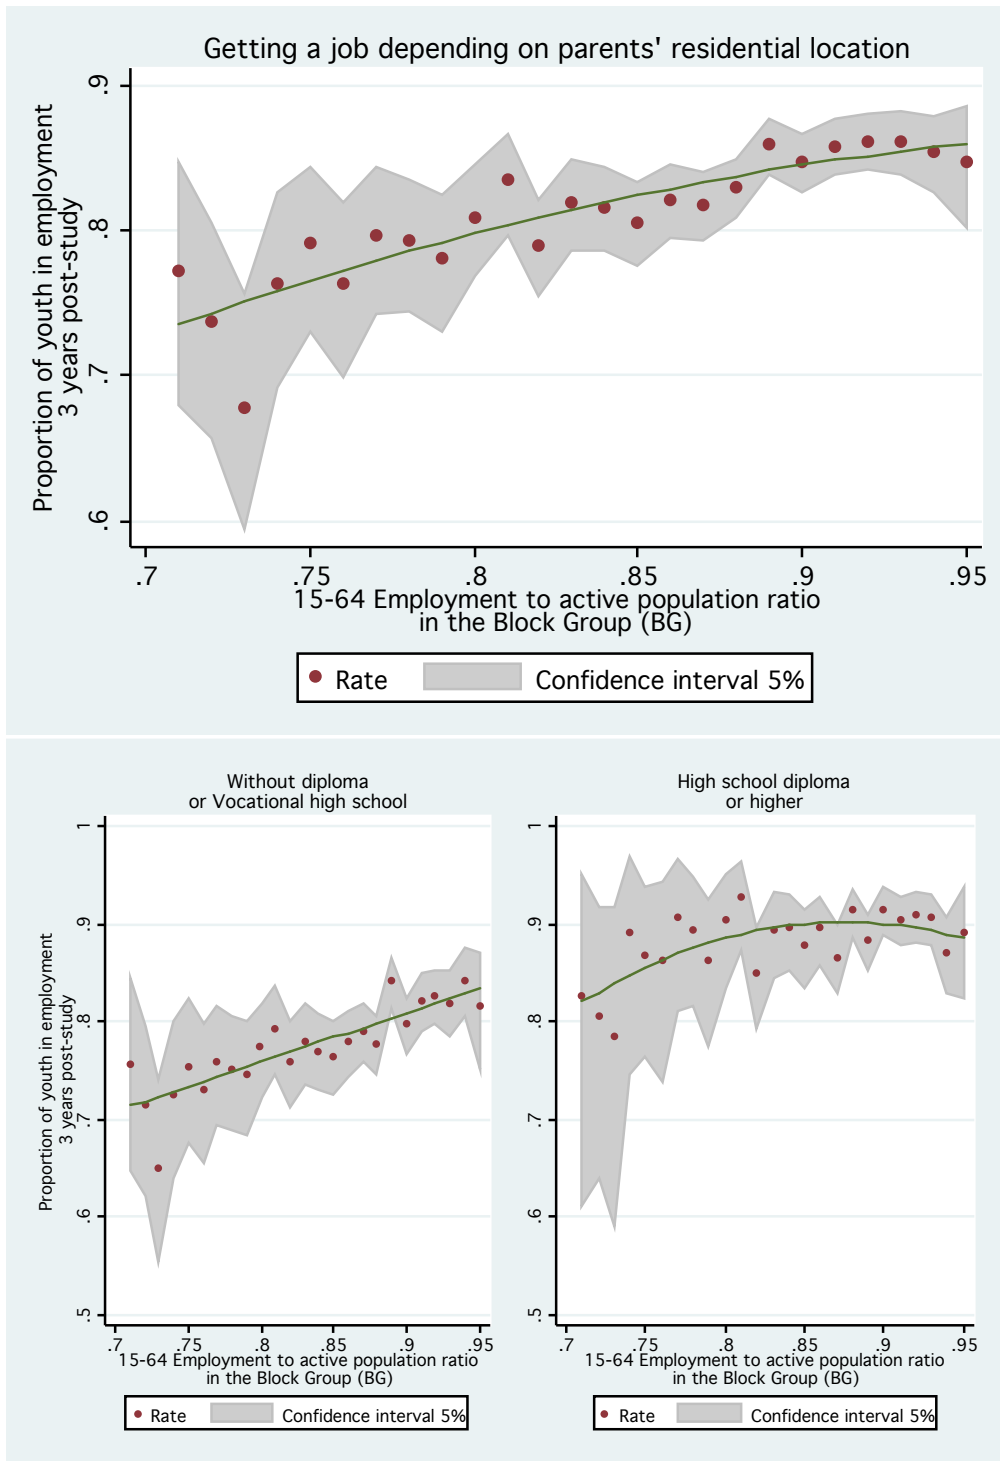 Getting a job depending on parents' residential location
Proportion of youth in employment
3 years post-study
.9
.8
.7
.6
.7 .75 .8 .85 .9 .95
15-64 Employment to active population ratio
in the Block Group (BG)
Rate Confidence interval 5%
Without diploma
or Vocational high school
Proportion of youth in employment
3 years post-study
1
.9
.8
.7
.6
.5
.7 .75 .8 .85 .9 .95
15-64 Employment to active population ratio
in the Block Group (BG)
Rate Confidence interval 5%
High school diploma
or higher
1
.9
.8
.7
.6
.5
.7 .75 .8 .85 .9 .95
15-64 Employment to active population ratio
in the Block Group (BG)
Rate Confidence interval 5%